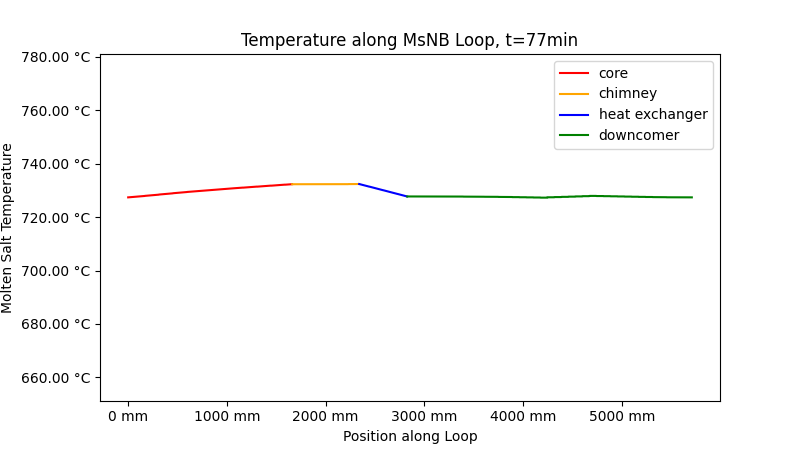 Temperature along MsNB Loop, t=77min
780.00 °C
760.00 °C
740.00 °C
720.00 °C
700.00 °C
680.00 °C
660.00 °C
Molten Salt Temperature
core
chimney
heat exchanger
downcomer
0 mm
1000 mm
2000 mm
3000 mm
4000 mm
5000 mm
Position along Loop